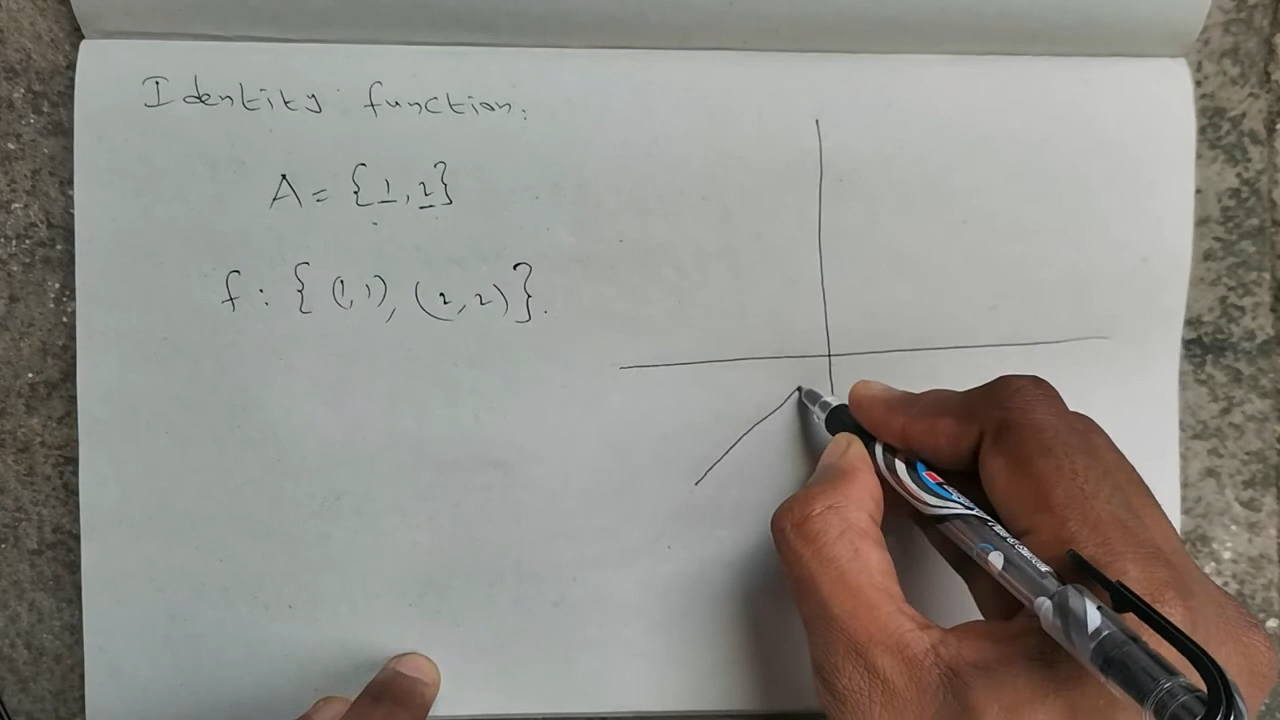 Identity function.
A = {1, 2}
f : { (1, 1), (2, 2) }.